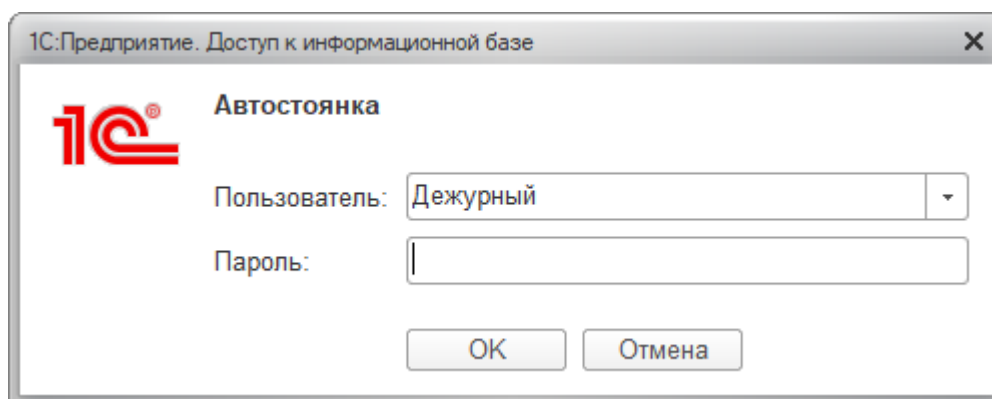 1С:Предприятие. Доступ к информационной базе
1С®
Автостоянка
Пользователь: Дежурный
Пароль:
OK Отмена